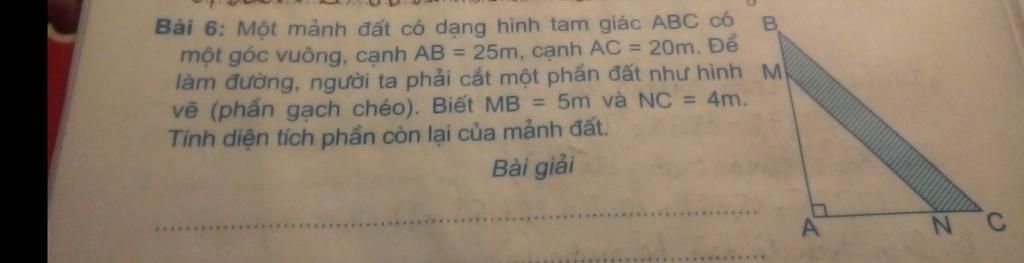 Bài 6: Một mảnh đất có dạng hình tam giác ABC có
một góc vuông, cạnh AB = 25m, cạnh AC = 20m. Để
làm đường, người ta phải cắt một phần đất như hình
vẽ (phần gạch chéo). Biết MB = 5m và NC = 4m.
Tính diện tích phần còn lại của mảnh đất.
Bài giải
B
M
A
N
C